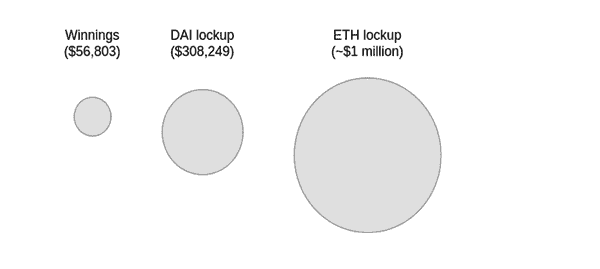 Winnings
($56,803)
DAI lockup
($308,249)
ETH lockup
(~$1 million)